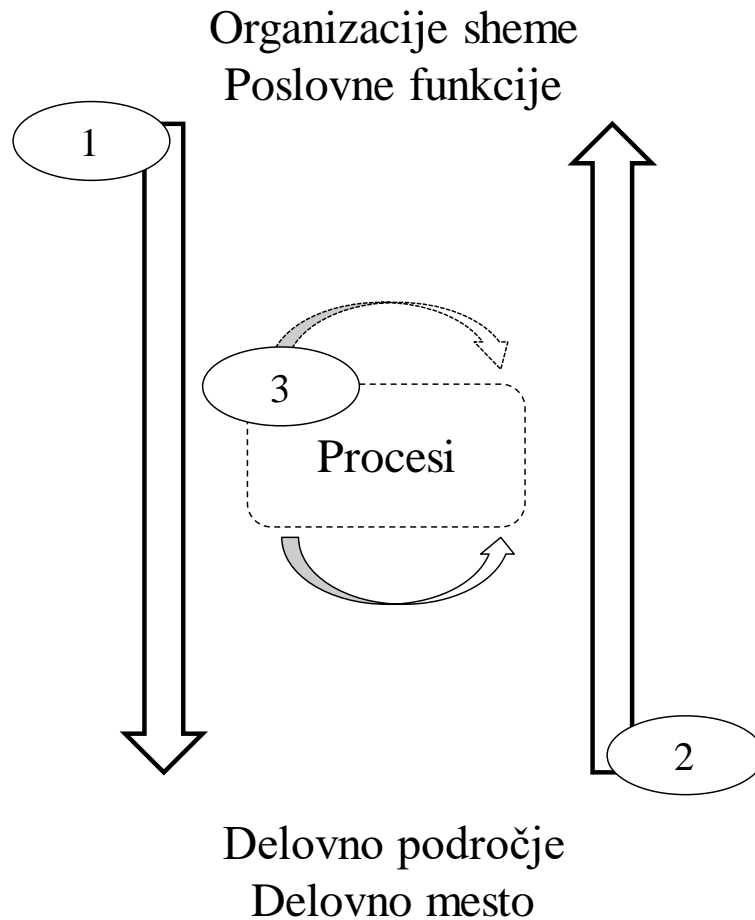 Organizacije sheme
Poslovne funkcije
1
3
Procesi
2
Delovno področje
Delovno mesto